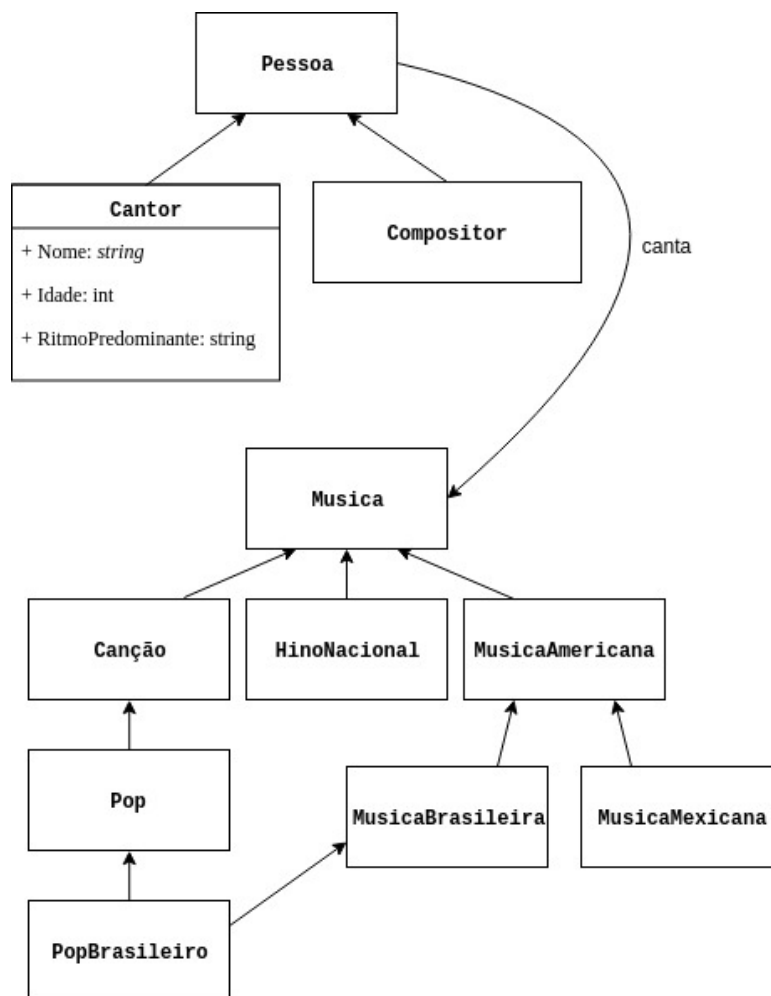 Pessoa
Cantor
+ Nome: string
+ Idade: int
+ RitmoPredominante: string
Compositor
canta
Musica
Canção
HinoNacional
MusicaAmericana
Pop
MusicaBrasileira
MusicaMexicana
PopBrasileiro